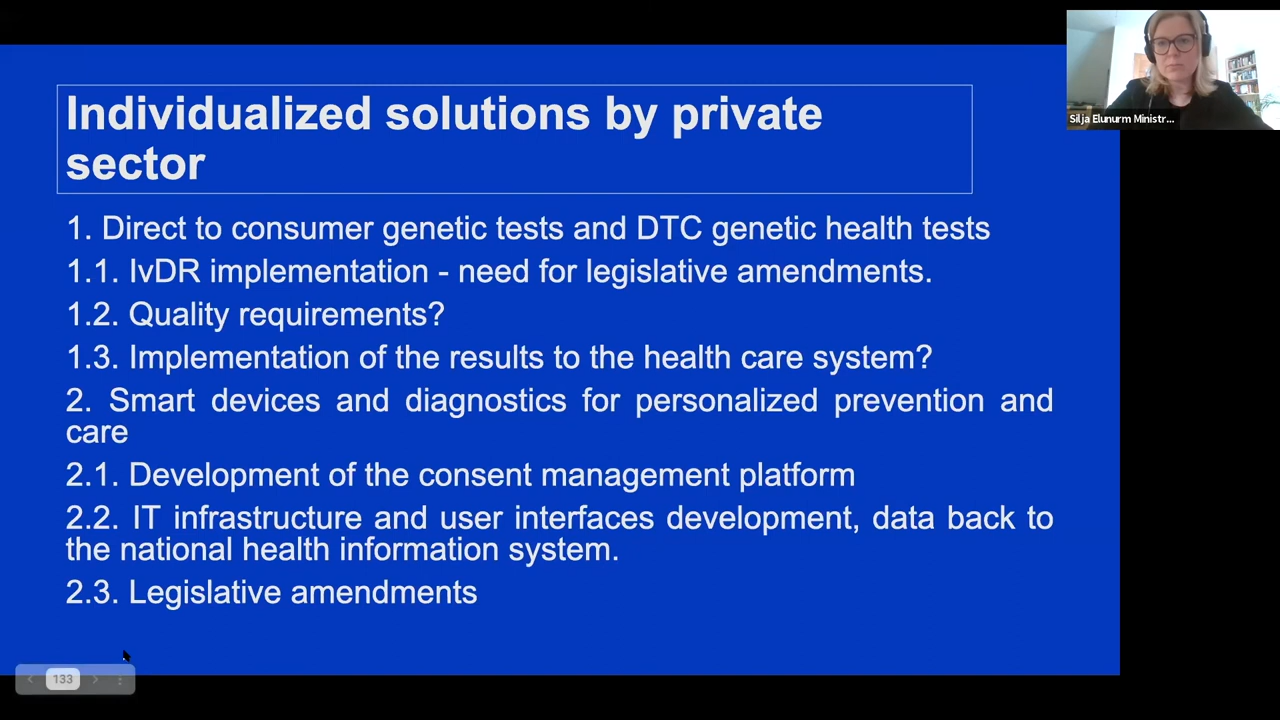 Individualized solutions by private
sector
1. Direct to consumer genetic tests and DTC genetic health tests
1.1. IvDR implementation - need for legislative amendments.
1.2. Quality requirements?
1.3. Implementation of the results to the health care system?
2. Smart devices and diagnostics for personalized prevention and
care
2.1. Development of the consent management platform
2.2. IT infrastructure and user interfaces development, data back to
the national health information system.
2.3. Legislative amendments
Silja Elunurm Ministr...
133